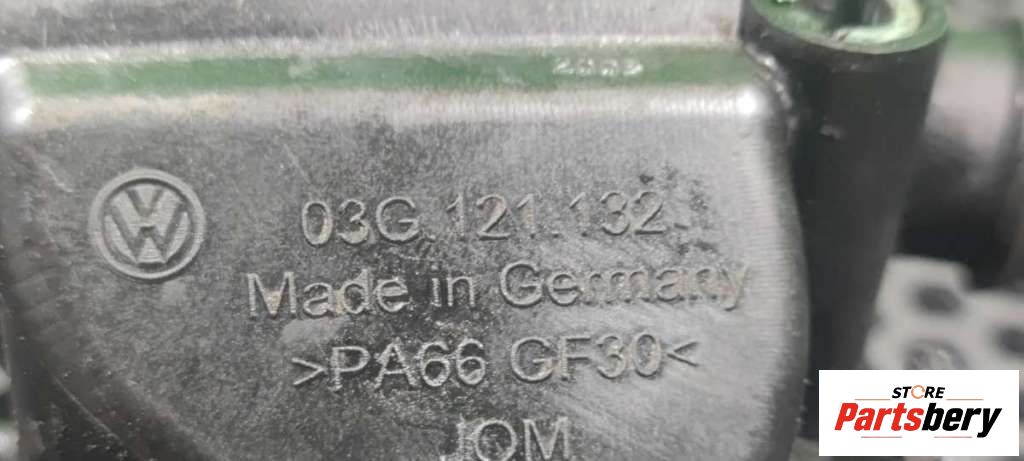 03G.121.132
Made in Germany
>PA66 GF30<
JOM
STORE
Partsbery